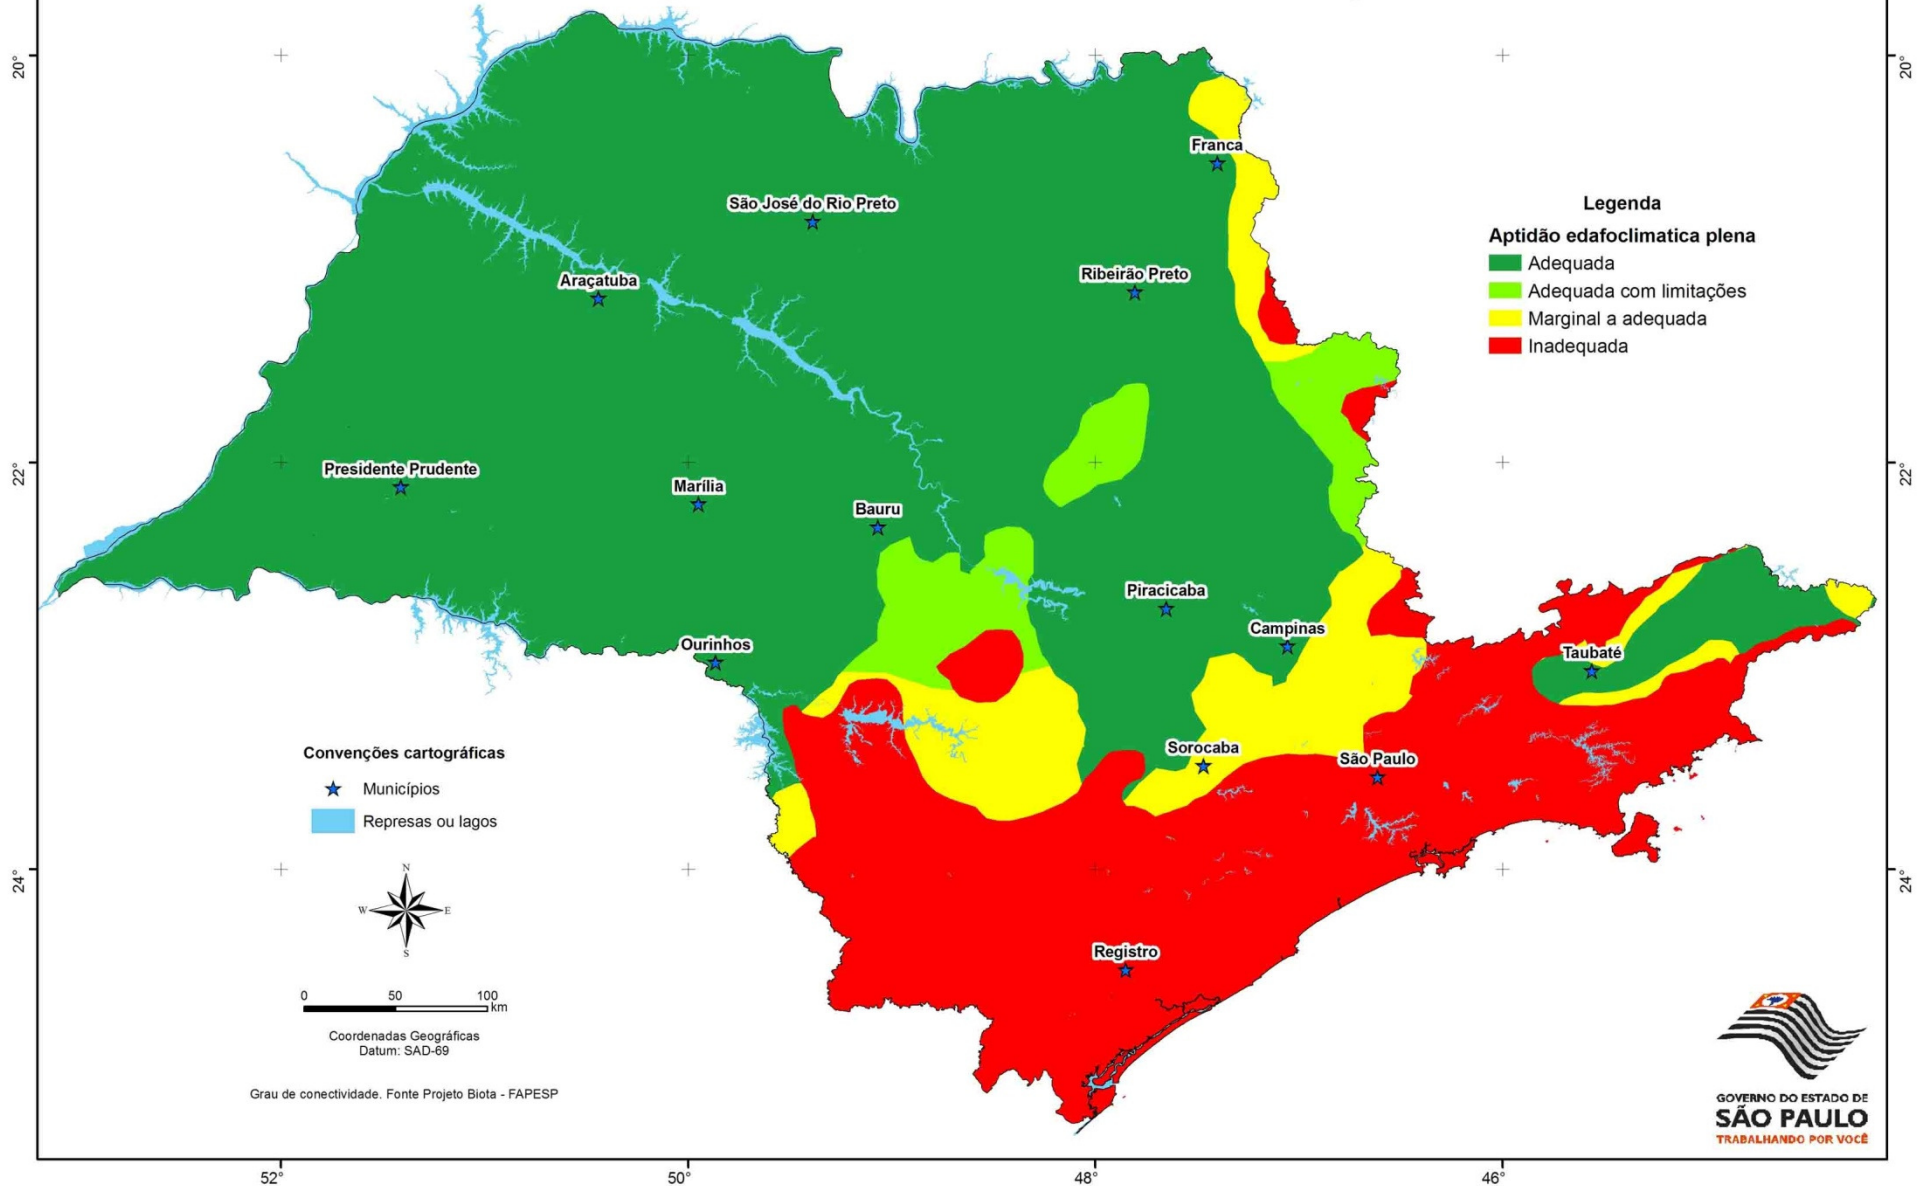 20°
20°
Franca
São José do Rio Preto
Legenda
Aptidão edafoclimatica plena
Adequada
Adequada com limitações
Marginal a adequada
Inadequada
Ribeirão Preto
Araçatuba
22°
22°
Presidente Prudente
Marília
Bauru
Piracicaba
Campinas
Ourinhos
Taubaté
Sorocaba
São Paulo
Convenções cartográficas
Municípios
Represas ou lagos
24°
24°
N
W
E
S
Registro
0 50 100
km
Coordenadas Geográficas
Datum: SAD-69
Grau de conectividade. Fonte Projeto Biota - FAPESP
GOVERNO DO ESTADO DE
SÃO PAULO
TRABALHANDO POR VOCÊ
52° 50° 48° 46°